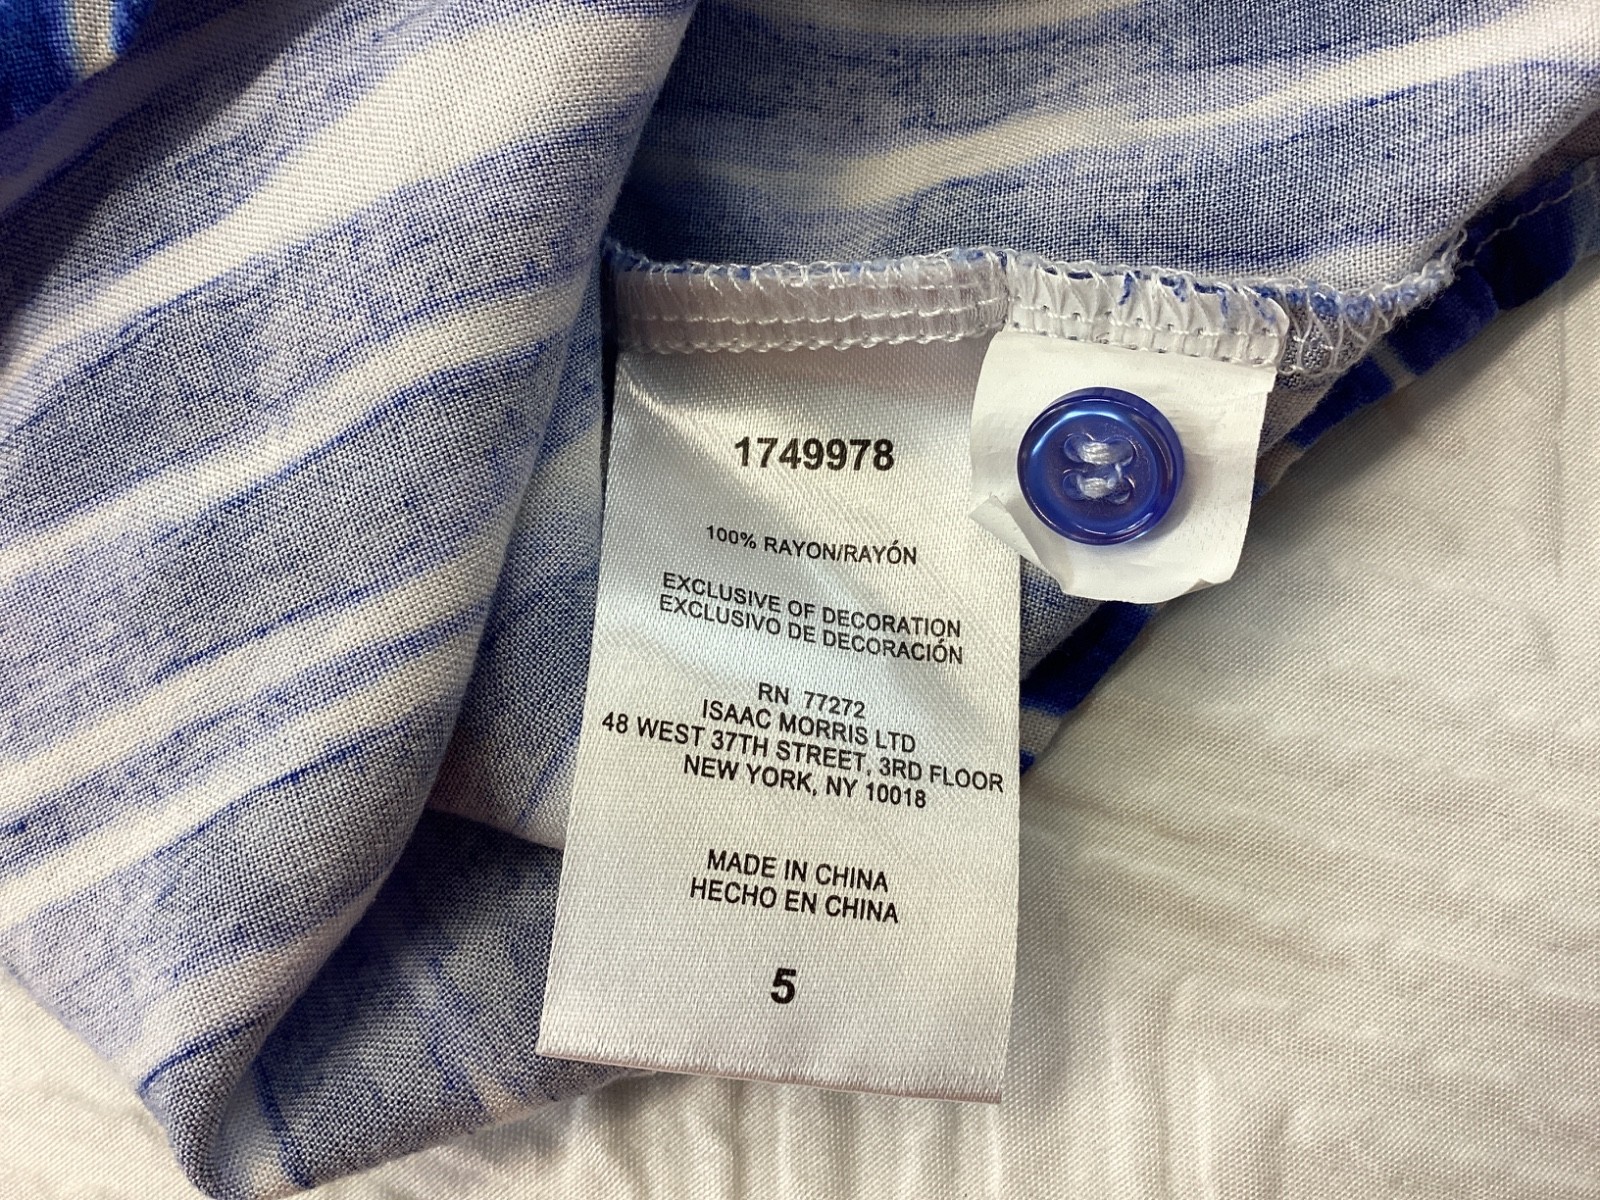 1749978
100% RAYON/RAYÓN
EXCLUSIVE OF DECORATION
EXCLUSIVO DE DECORACIÓN
RN 77272
ISAAC MORRIS LTD
48 WEST 37TH STREET, 3RD FLOOR
NEW YORK, NY 10018
MADE IN CHINA
HECHO EN CHINA
5